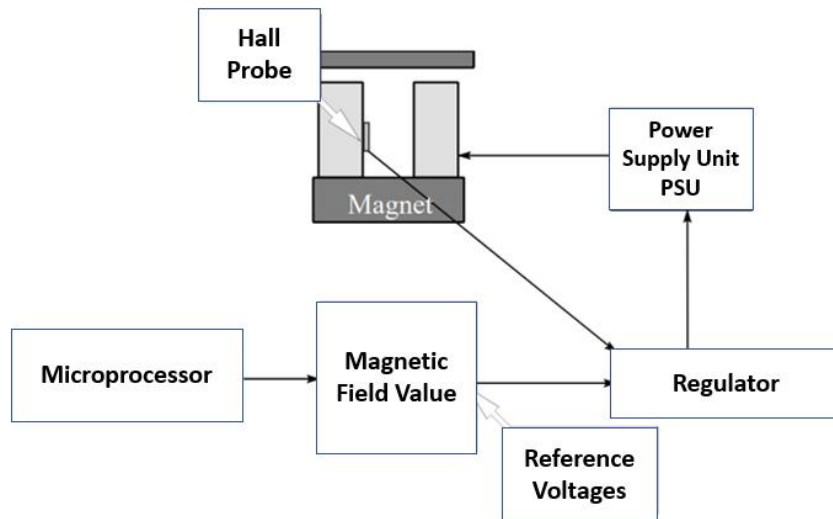 Hall
Probe
Power
Supply Unit
PSU
Magnet
Microprocessor
Magnetic
Field Value
Regulator
Reference
Voltages